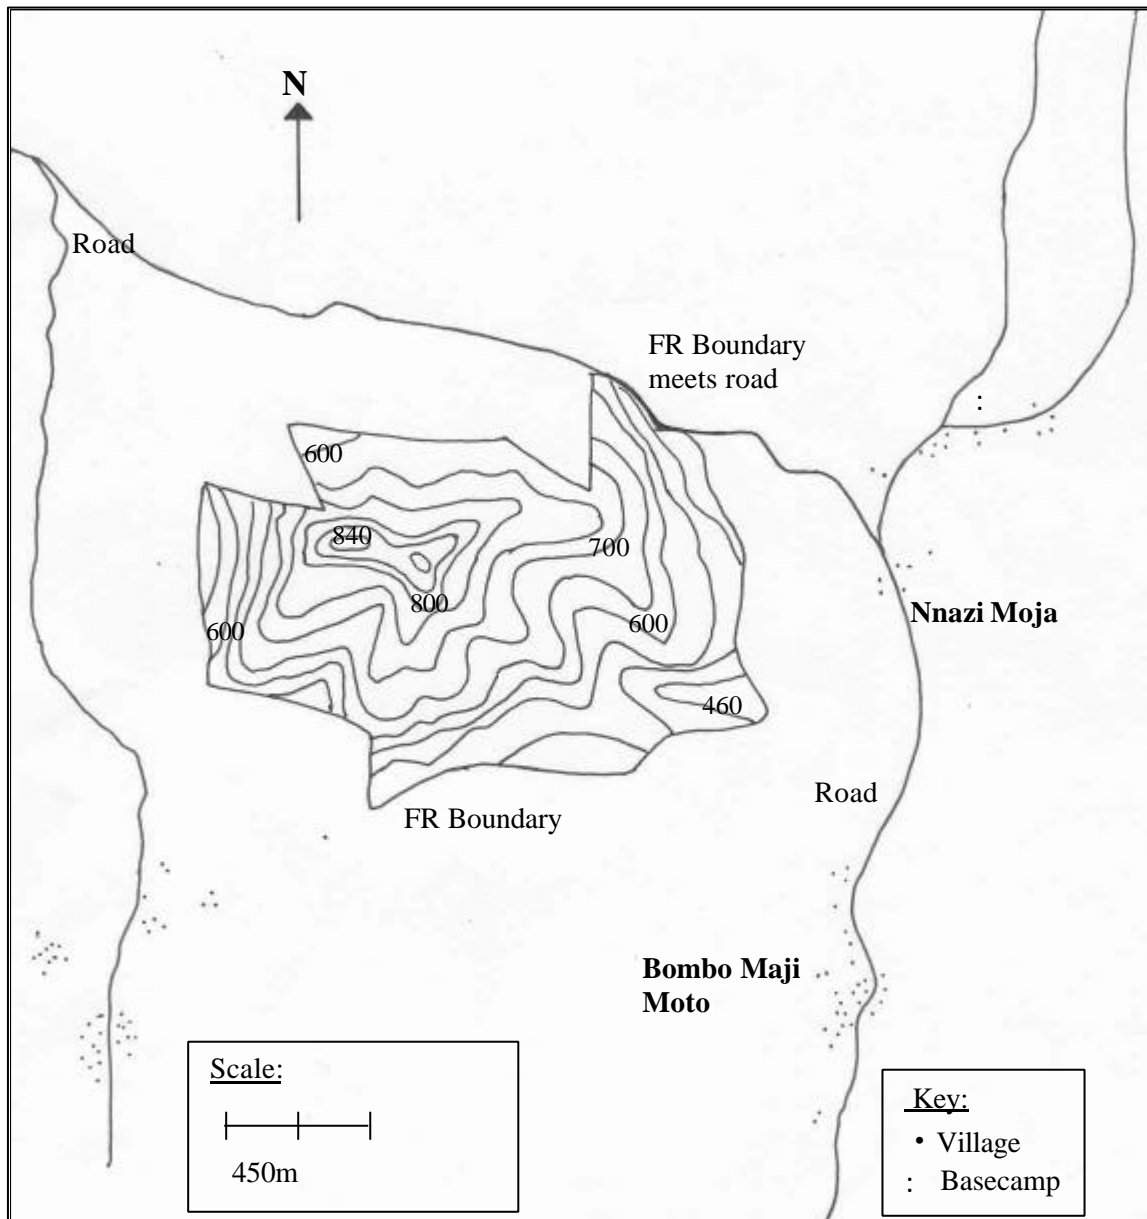 N
Road
FR Boundary
meets road
:
600
840
700
800
Nnazi Moja
600
600
460
Road
FR Boundary
Bombo Maji
Moto
Scale:
450m
Key:
• Village
: Basecamp